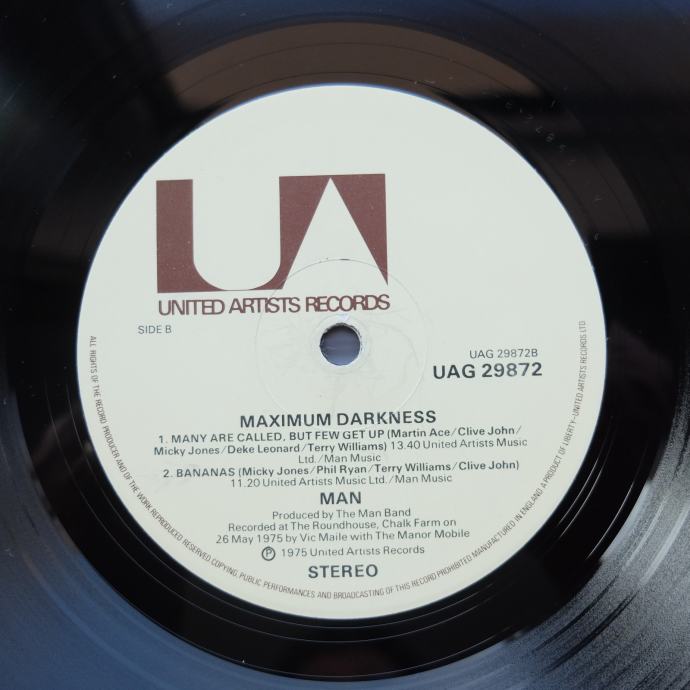 UA
UNITED ARTISTS RECORDS
SIDE B
UAG 29872B
UAG 29872
MAXIMUM DARKNESS
1. MANY ARE CALLED, BUT FEW GET UP (Martin Ace/Clive John/
Micky Jones/Deke Leonard/Terry Williams) 13.40 United Artists Music
Ltd./Man Music
2. BANANAS (Micky Jones/Phil Ryan/Terry Williams/Clive John)
11.20 United Artists Music Ltd./Man Music
MAN
Produced by The Man Band
Recorded at The Roundhouse, Chalk Farm on
26 May 1975 by Vic Maile with The Manor Mobile
℗ 1975 United Artists Records
STEREO
ALL RIGHTS OF THE RECORD PRODUCER AND OF THE WORK REPRODUCED RESERVED COPYING, PUBLIC PERFORMANCES AND BROADCASTING OF THIS RECORD PROHIBITED MANUFACTURED IN ENGLAND A PRODUCT OF LIBERTY–UNITED ARTISTS RECORDS LTD.